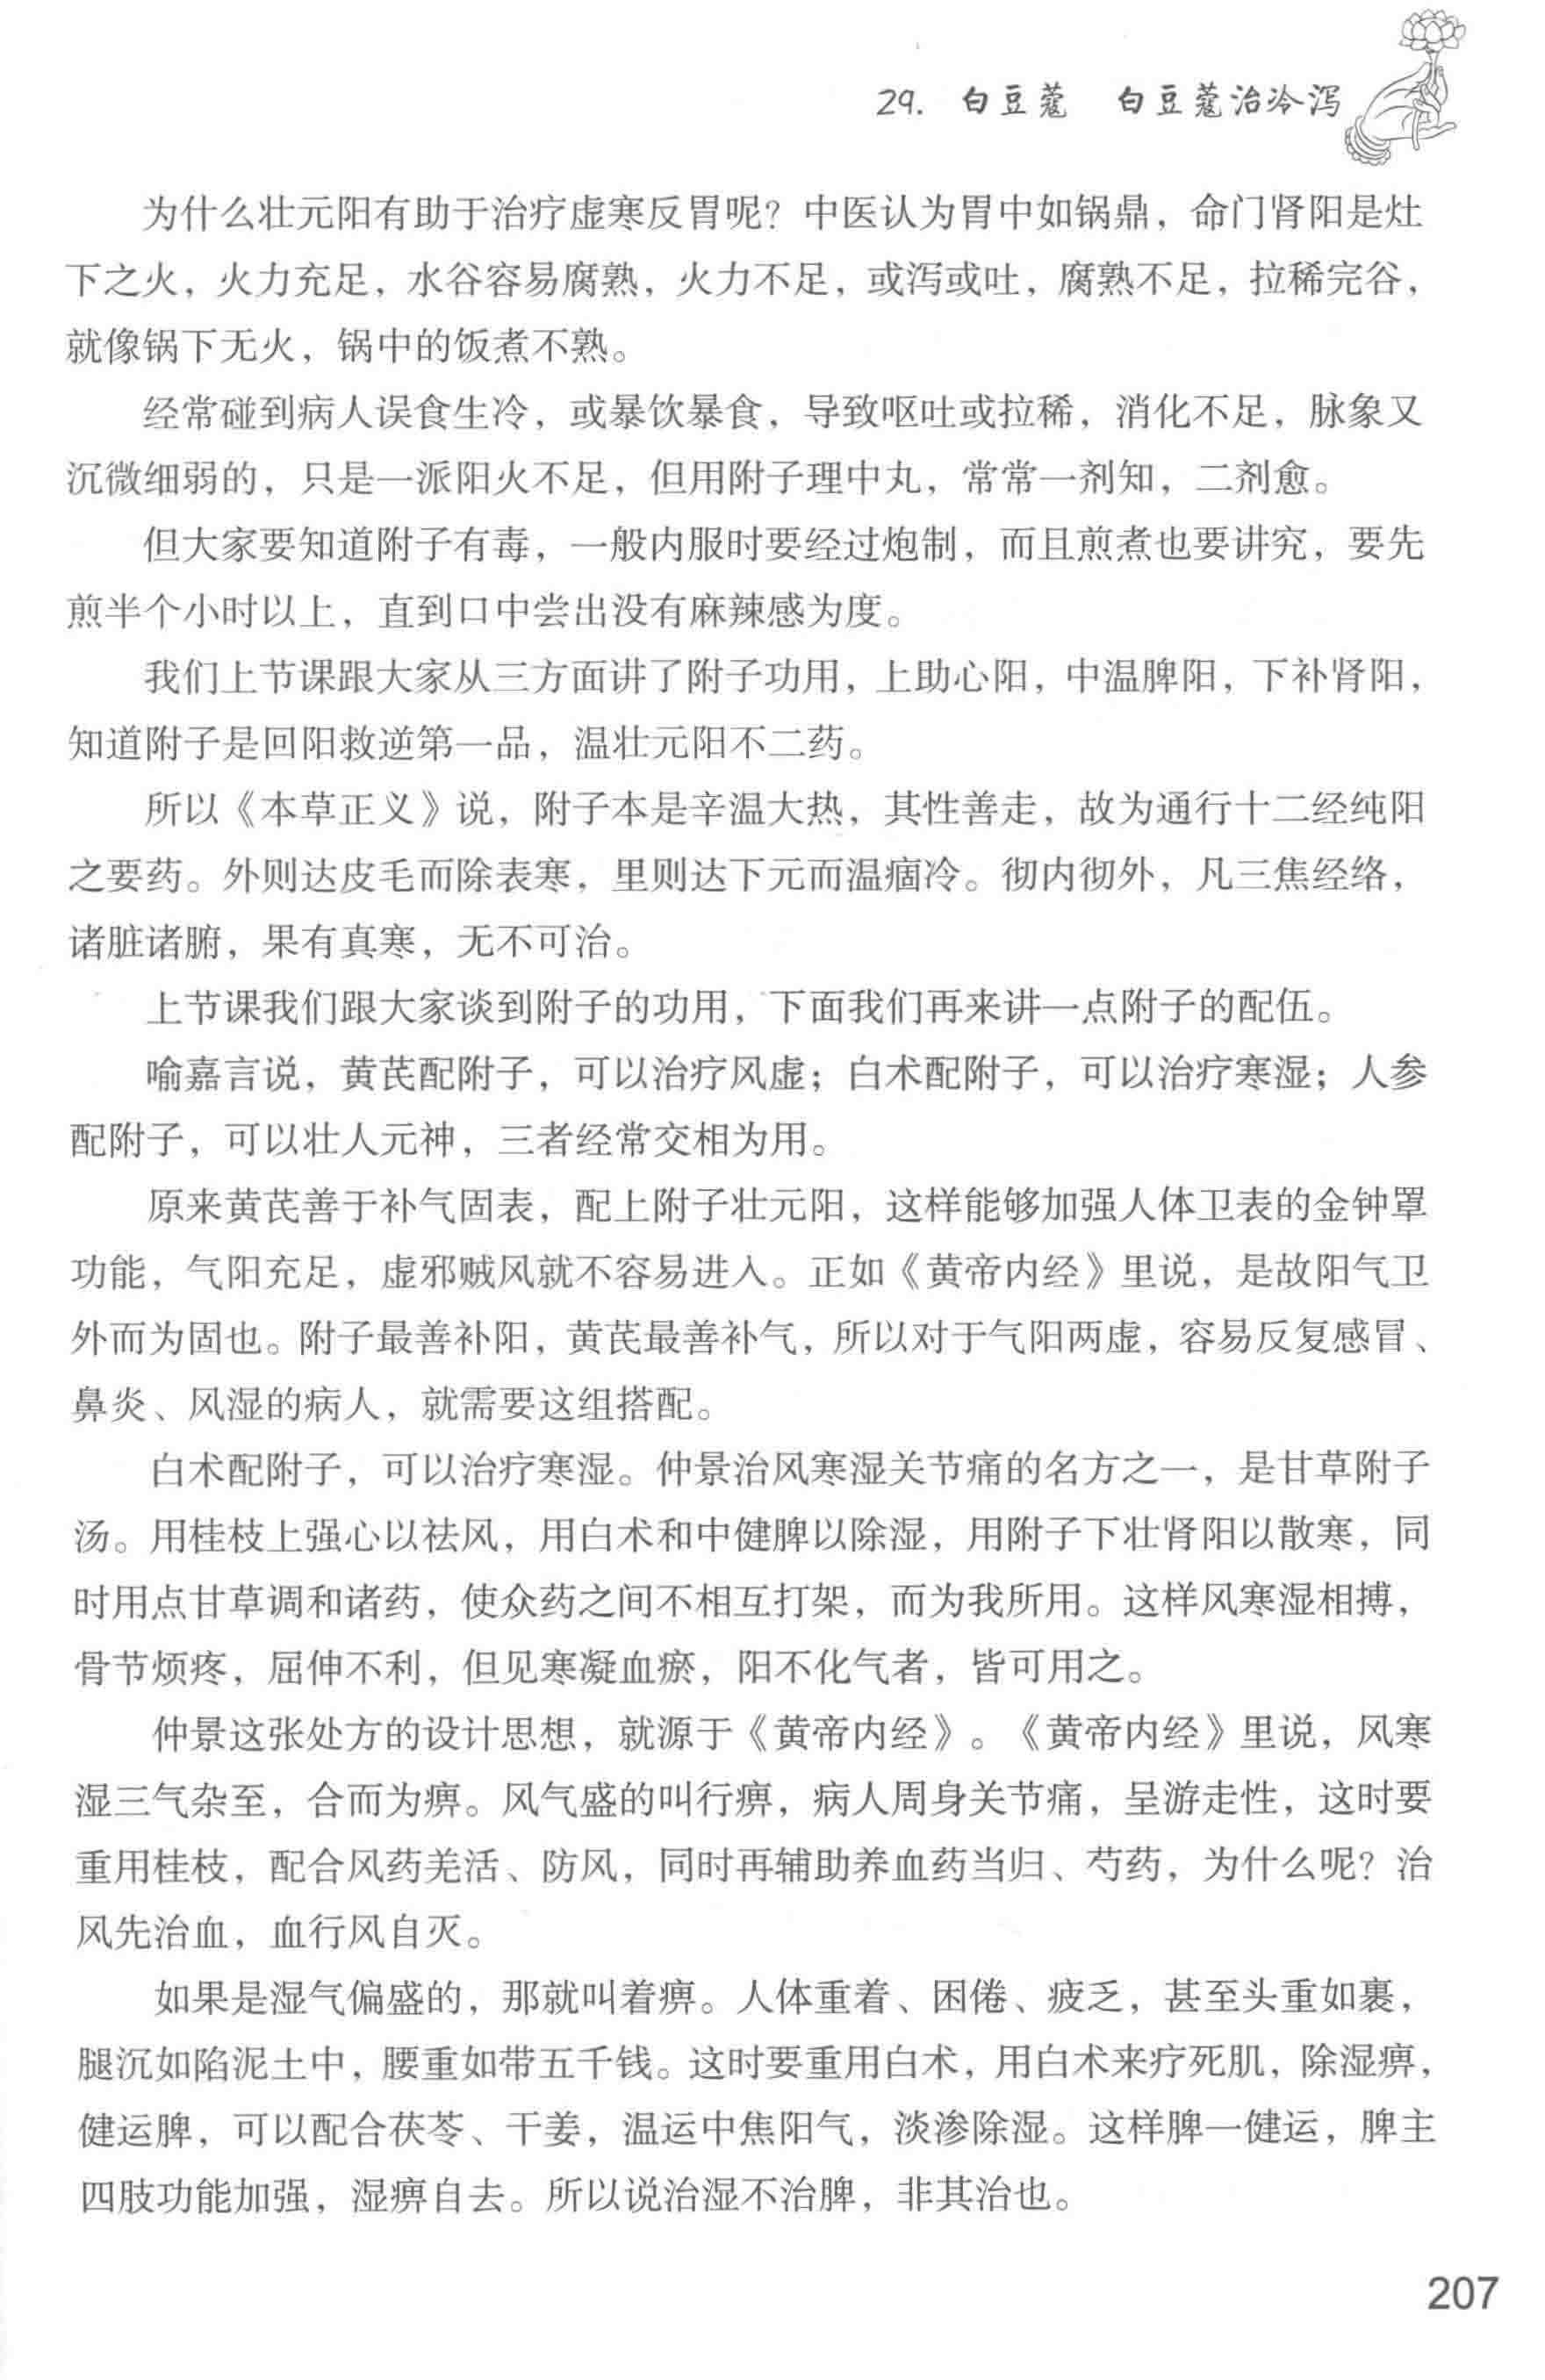 29. 白豆蔻 白豆蔻治冷泻
为什么壮元阳有助于治疗虚寒反胃呢？中医认为胃中如锅鼎，命门肾阳是灶
下之火，火力充足，水谷容易腐熟，火力不足，或泻或吐，腐熟不足，拉稀完谷，
就像锅下无火，锅中的饭煮不熟。
经常碰到病人误食生冷，或暴饮暴食，导致呕吐或拉稀，消化不足，脉象又
沉微细弱的，只是一派阳火不足，但用附子理中丸，常常一剂知，二剂愈。
但大家要知道附子有毒，一般内服时要经过炮制，而且煎煮也要讲究，要先
煎半个小时以上，直到口中尝出没有麻辣感为度。
我们上节课跟大家从三方面讲了附子功用，上助心阳，中温脾阳，下补肾阳，
知道附子是回阳救逆第一品，温壮元阳不二药。
所以《本草正义》说，附子本是辛温大热，其性善走，故为通行十二经纯阳
之要药。外则达皮毛而除表寒，里则达下元而温痼冷。彻内彻外，凡三焦经络，
诸脏诸腑，果有真寒，无不可治。
上节课我们跟大家谈到附子的功用，下面我们再来讲一点附子的配伍。
喻嘉言说，黄芪配附子，可以治疗风虚；白术配附子，可以治疗寒湿；人参
配附子，可以壮人元神，三者经常交相为用。
原来黄芪善于补气固表，配上附子壮元阳，这样能够加强人体卫表的金钟罩
功能，气阳充足，虚邪贼风就不容易进入。正如《黄帝内经》里说，是故阳气卫
外而为固也。附子最善补阳，黄芪最善补气，所以对于气阳两虚，容易反复感冒、
鼻炎、风湿的病人，就需要这组搭配。
白术配附子，可以治疗寒湿。仲景治风寒湿关节痛的名方之一，是甘草附子
汤。用桂枝上强心以祛风，用白术和中健脾以除湿，用附子下壮肾阳以散寒，同
时用点甘草调和诸药，使众药之间不相互打架，而为我所用。这样风寒湿相搏，
骨节烦疼，屈伸不利，但见寒凝血瘀，阳不化气者，皆可用之。
仲景这张处方的设计思想，就源于《黄帝内经》。《黄帝内经》里说，风寒
湿三气杂至，合而为痹。风气盛的叫行痹，病人周身关节痛，呈游走性，这时要
重用桂枝，配合风药羌活、防风，同时再辅助养血药当归、芍药，为什么呢？治
风先治血，血行风自灭。
如果是湿气偏盛的，那就叫着痹。人体重着、困倦、疲乏，甚至头重如裹，
腿沉如陷泥土中，腰重如带五千钱。这时要重用白术，用白术来疗死肌，除湿痹，
健运脾，可以配合茯苓、干姜，温运中焦阳气，淡渗除湿。这样脾一健运，脾主
四肢功能加强，湿痹自去。所以说治湿不治脾，非其治也。
207